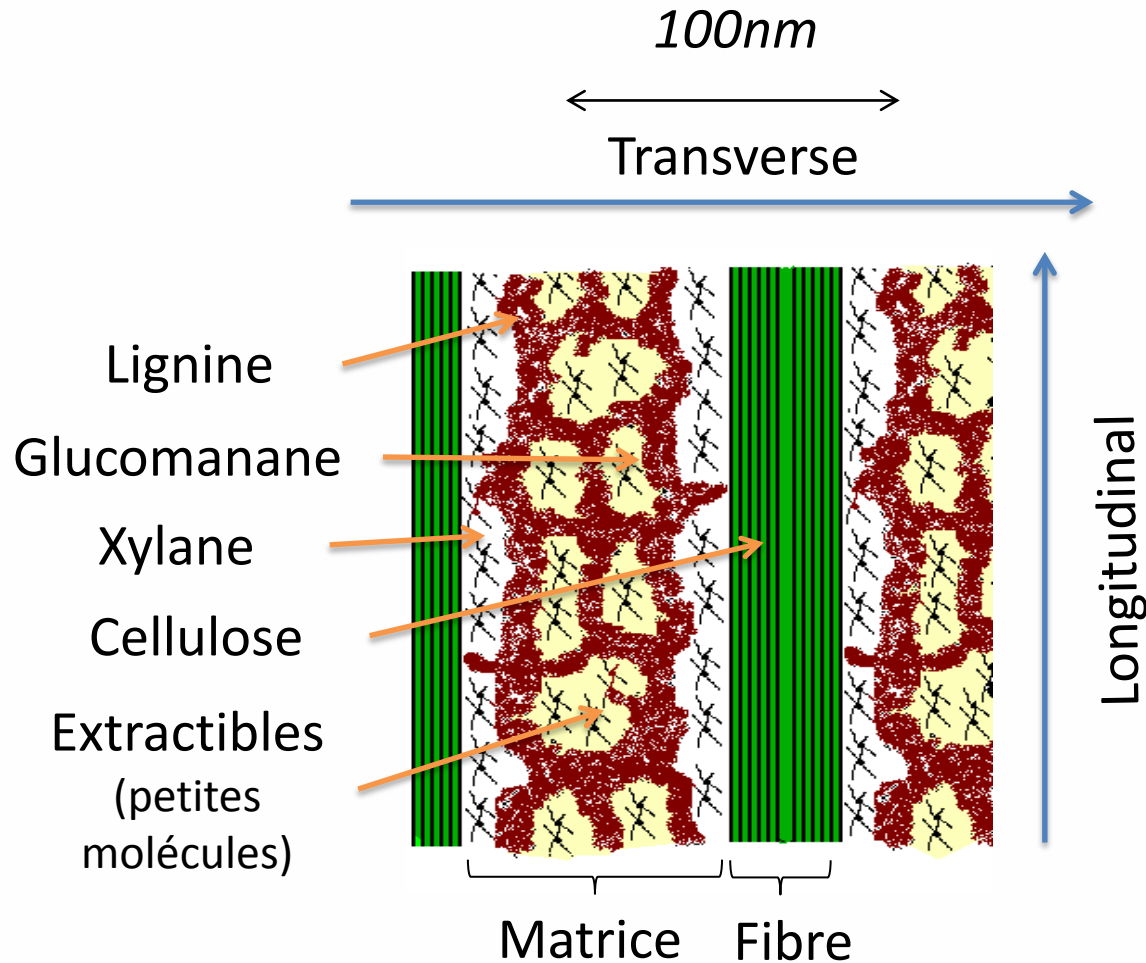 100nm
Transverse
Lignine
Glucomanane
Xylane
Cellulose
Extractibles
(petites
molécules)
Longitudinal
Matrice
Fibre